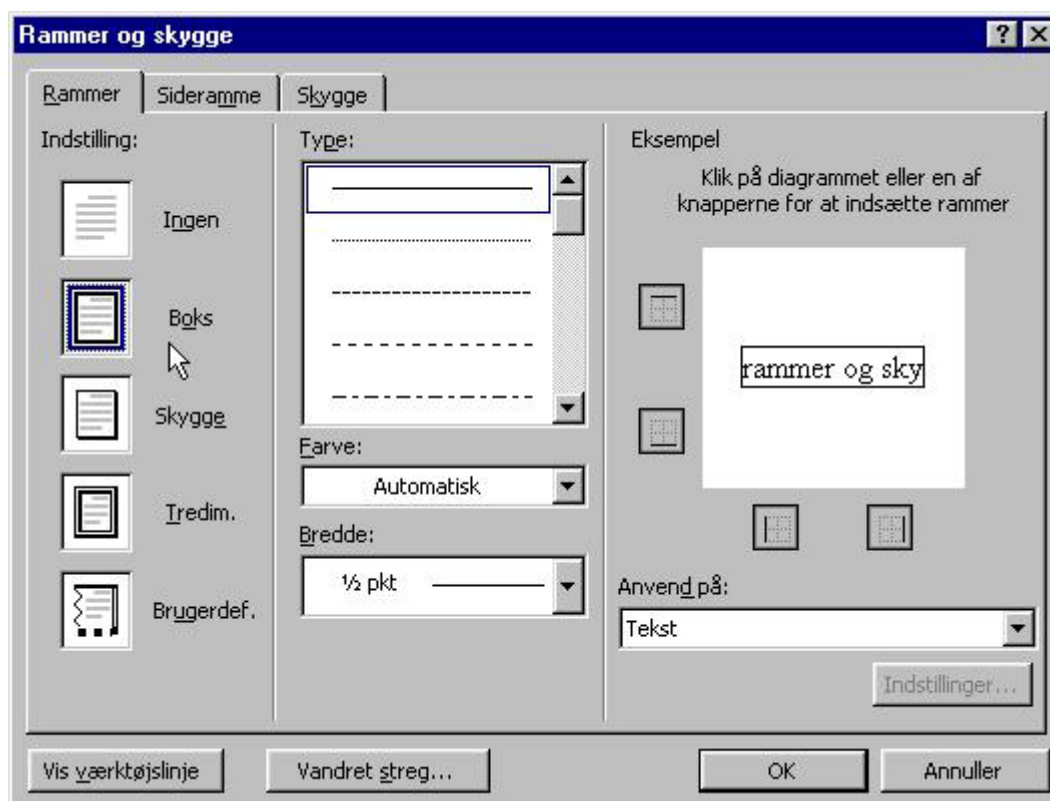 Rammer og skygge
Rammer
Sideramme
Skygge
Indstilling:
Ingen
Boks
Skygge
Tredim.
Brugerdef.
Type:
Farve:
Automatisk
Bredde:
½ pkt
Eksempel
Klik på diagrammet eller en af
knapperne for at indsætte rammer
rammer og sky
Anvend på:
Tekst
Indstillinger...
Vis værktøjslinje
Vandret streg...
OK
Annuller